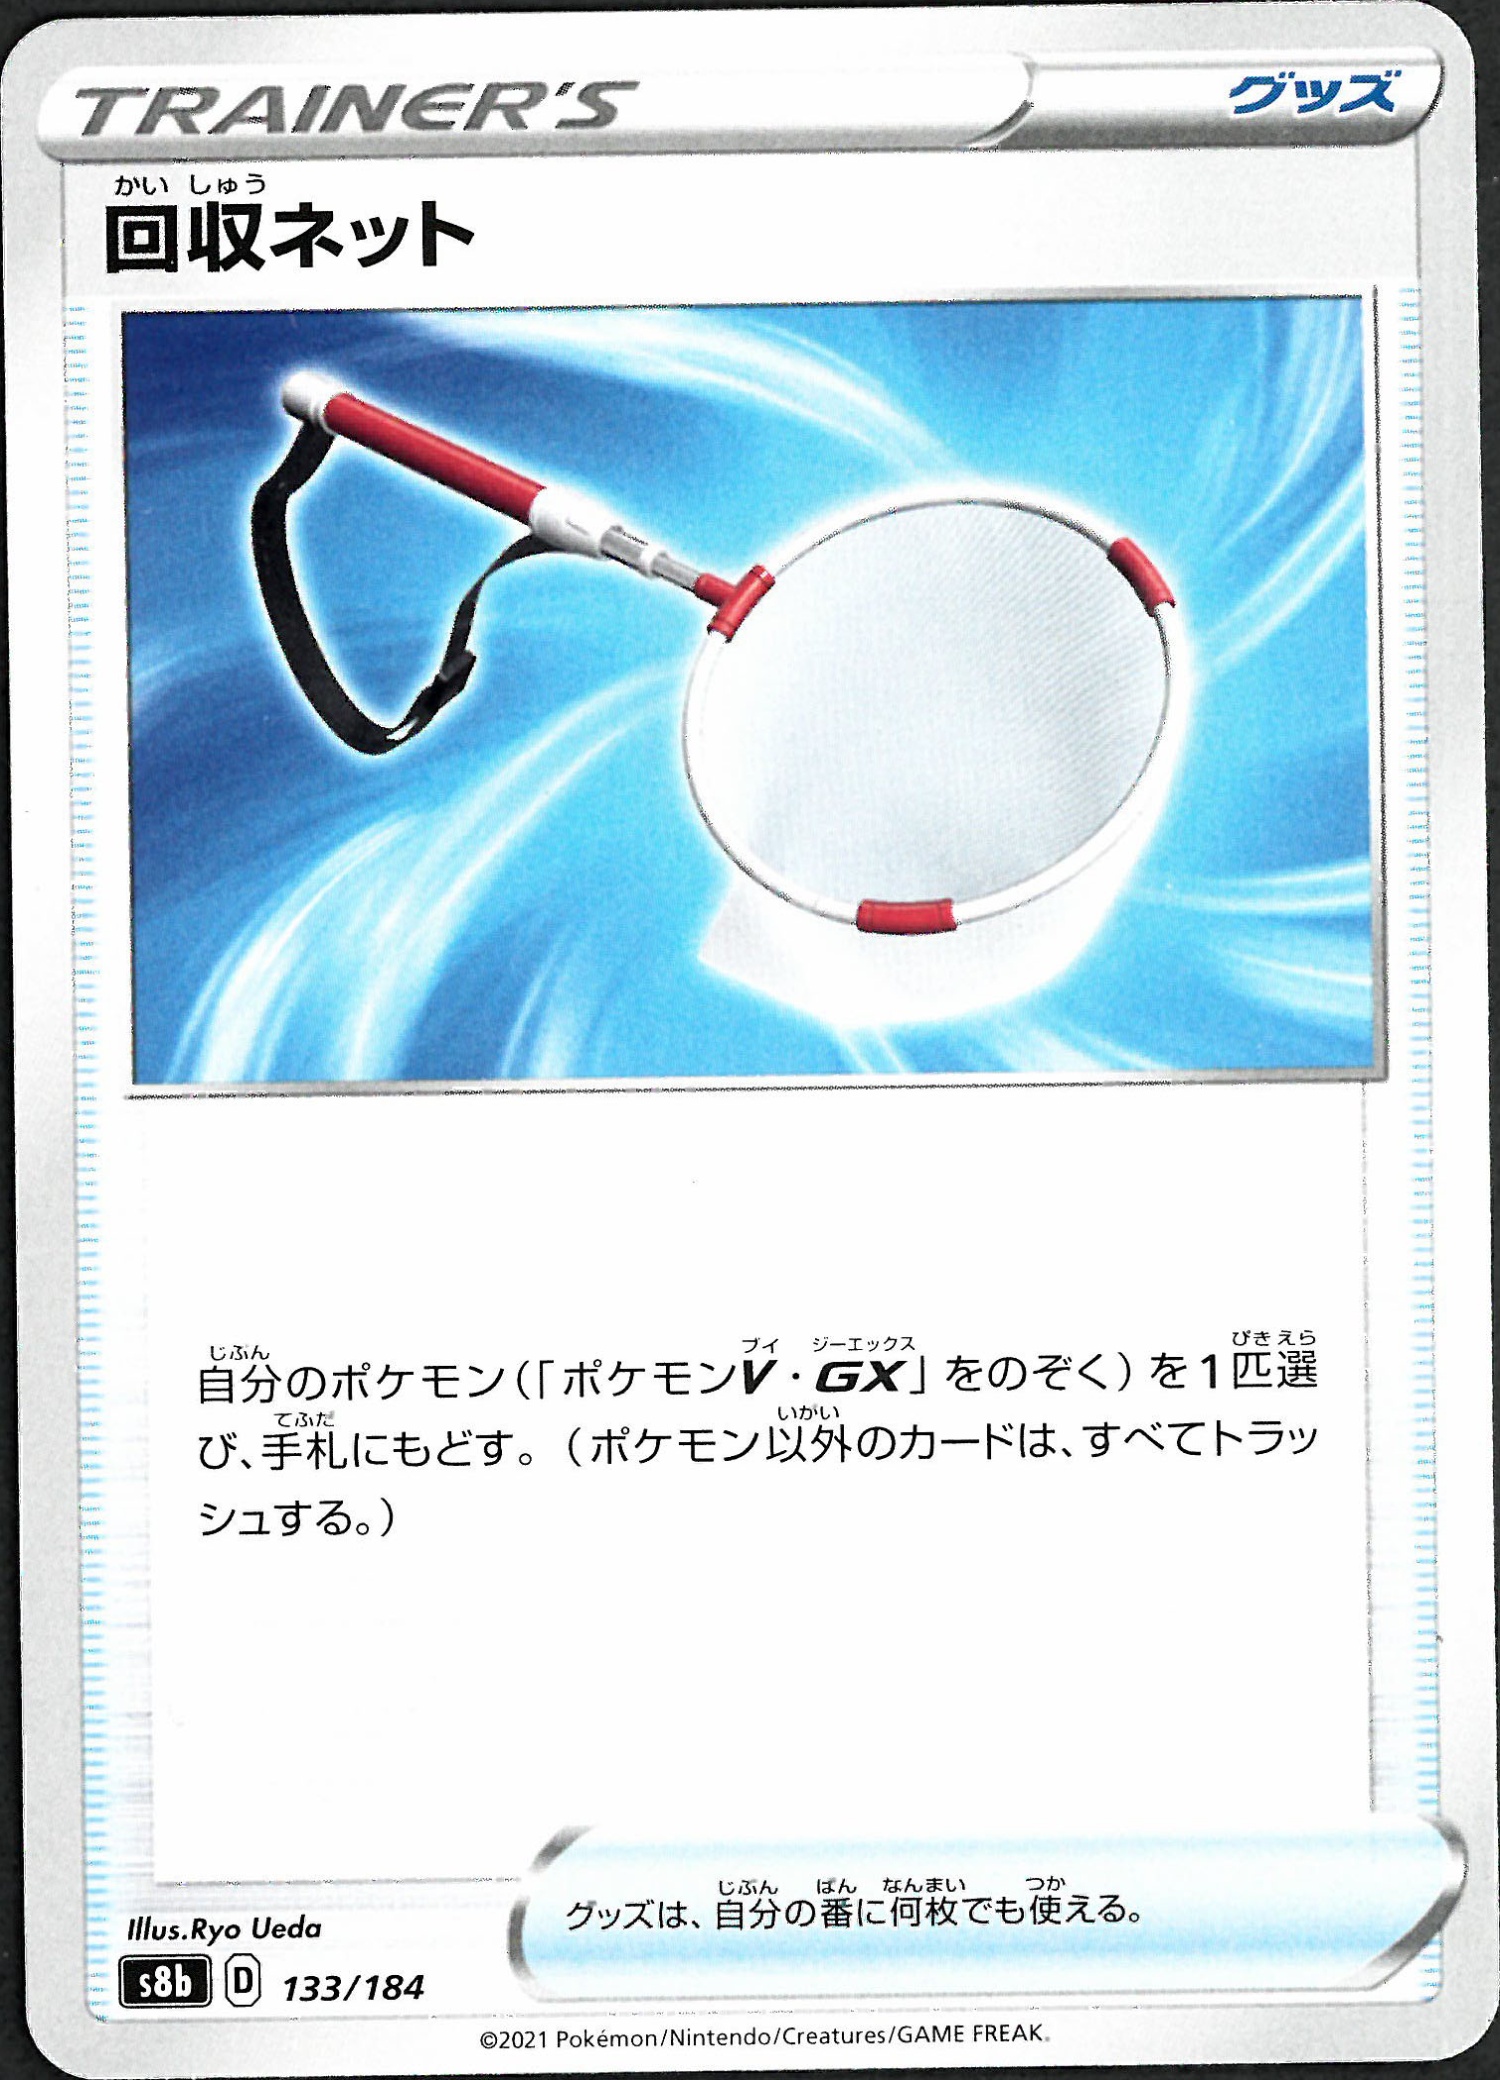 TRAINER'S グッズ
かいしゅう
回収ネット
じぶん ブイ ジーエックス ぴき えら
自分のポケモン(「ポケモンV・GX」をのぞく)を1匹選
てふだ いがい
び、手札にもどす。(ポケモン以外のカードは、すべてトラッ
シュする。)
じぶん ばん なんまい つか
グッズは、自分の番に何枚でも使える。
Illus.Ryo Ueda
s8b D 133/184
©2021 Pokémon/Nintendo/Creatures/GAME FREAK.